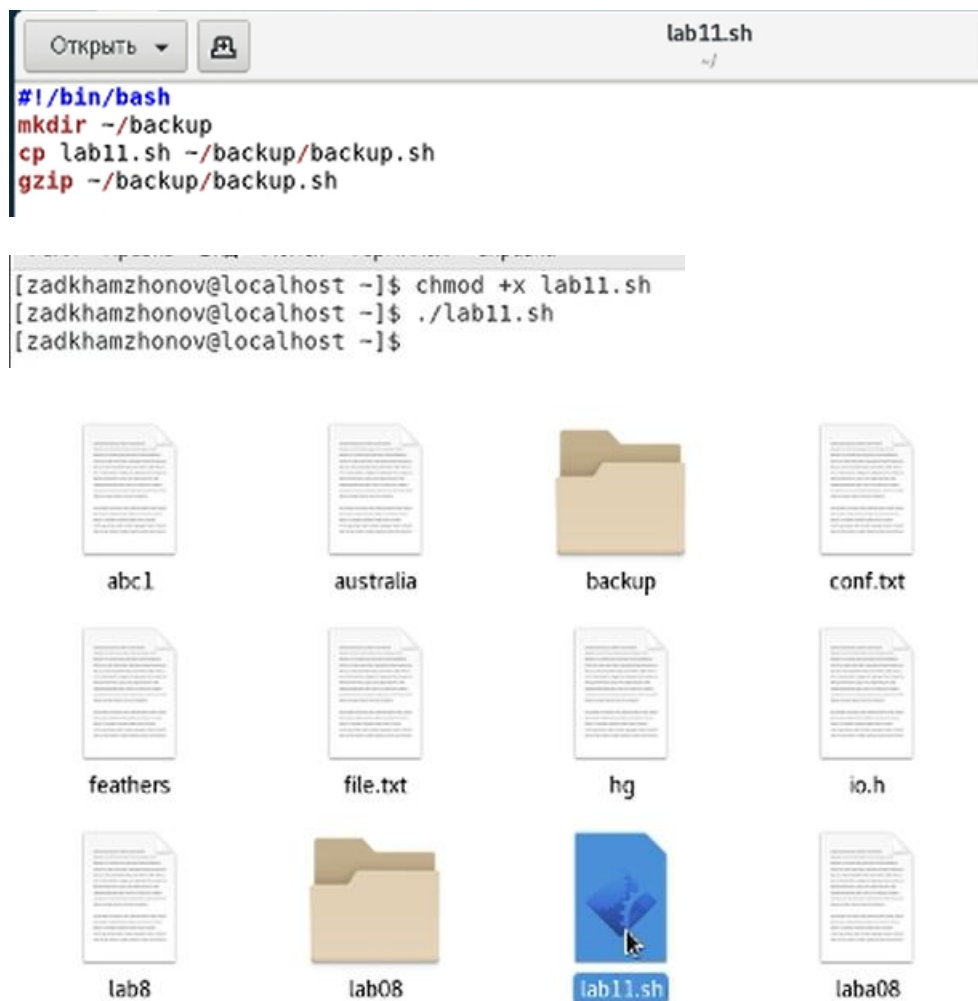 Открыть
lab11.sh
~/
#!/bin/bash
mkdir ~/backup
cp lab11.sh ~/backup/backup.sh
gzip ~/backup/backup.sh
[zadkhamzhonov@localhost ~]$ chmod +x lab11.sh
[zadkhamzhonov@localhost ~]$ ./lab11.sh
[zadkhamzhonov@localhost ~]$
abc1
australia
backup
conf.txt
feathers
file.txt
hg
io.h
lab8
lab08
lab11.sh
laba08